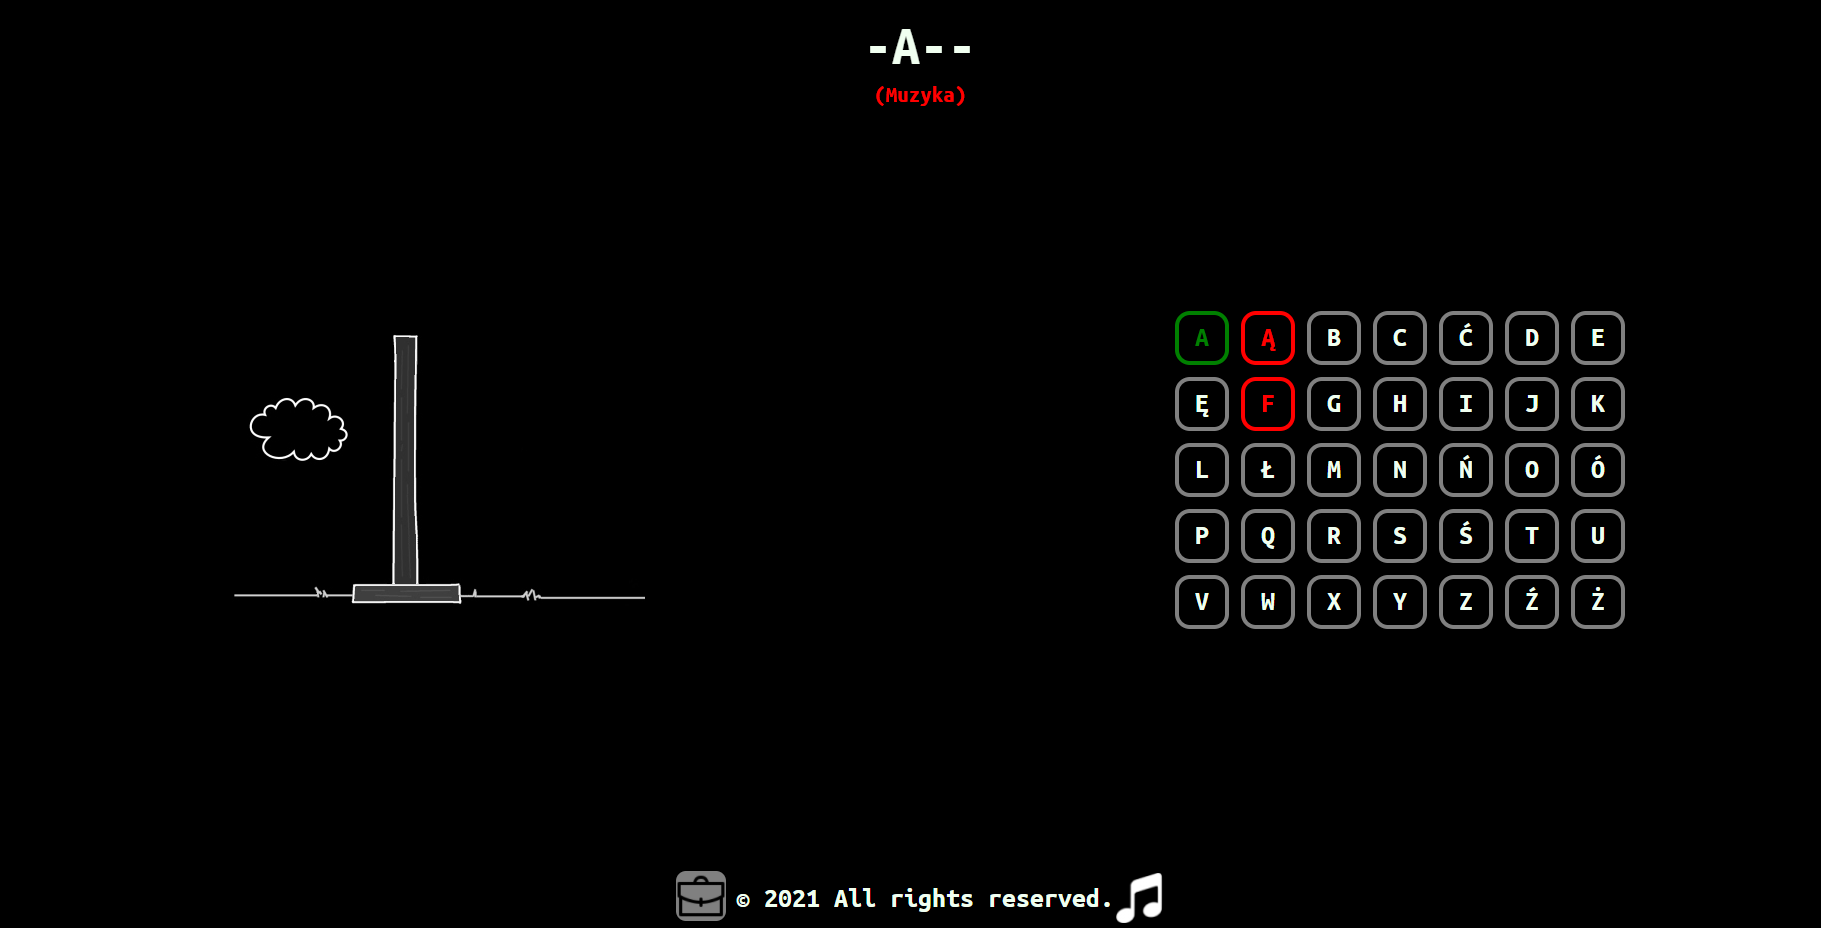 -A--
(Muzyka)
A Ą B C Ć D E
Ę F G H I J K
L Ł M N Ń O Ó
P Q R S Ś T U
V W X Y Z Ź Ż
© 2021 All rights reserved.